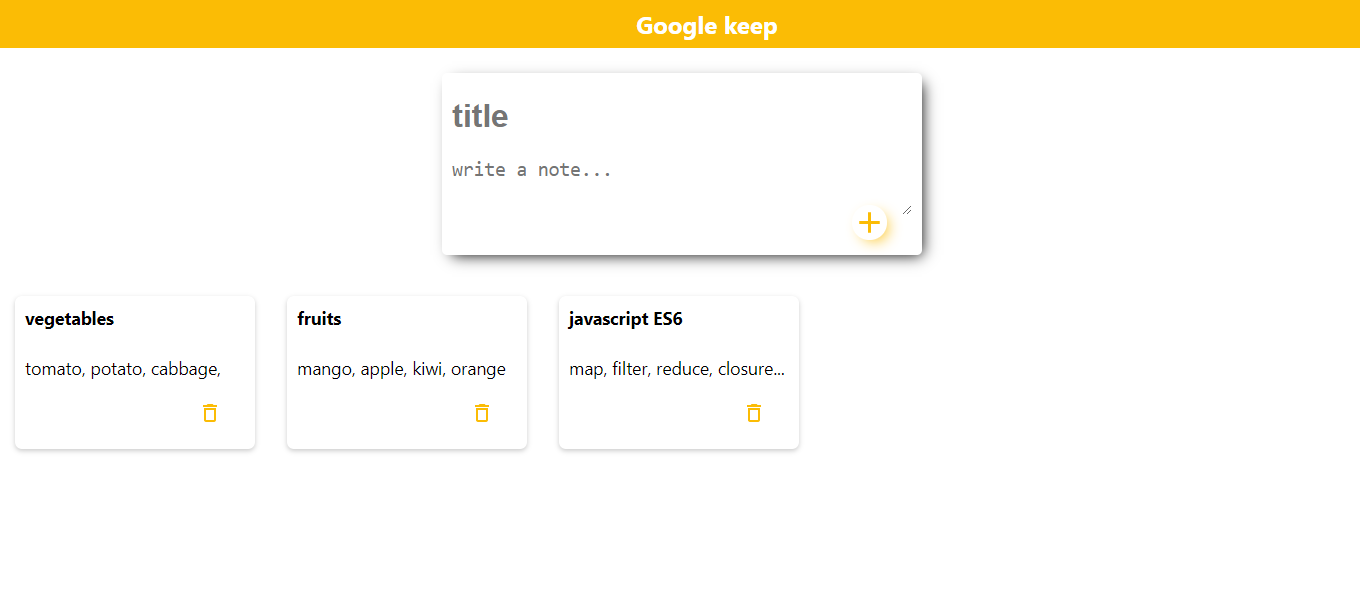 Google keep
title
write a note...
vegetables
tomato, potato, cabbage,
fruits
mango, apple, kiwi, orange
javascript ES6
map, filter, reduce, closure...